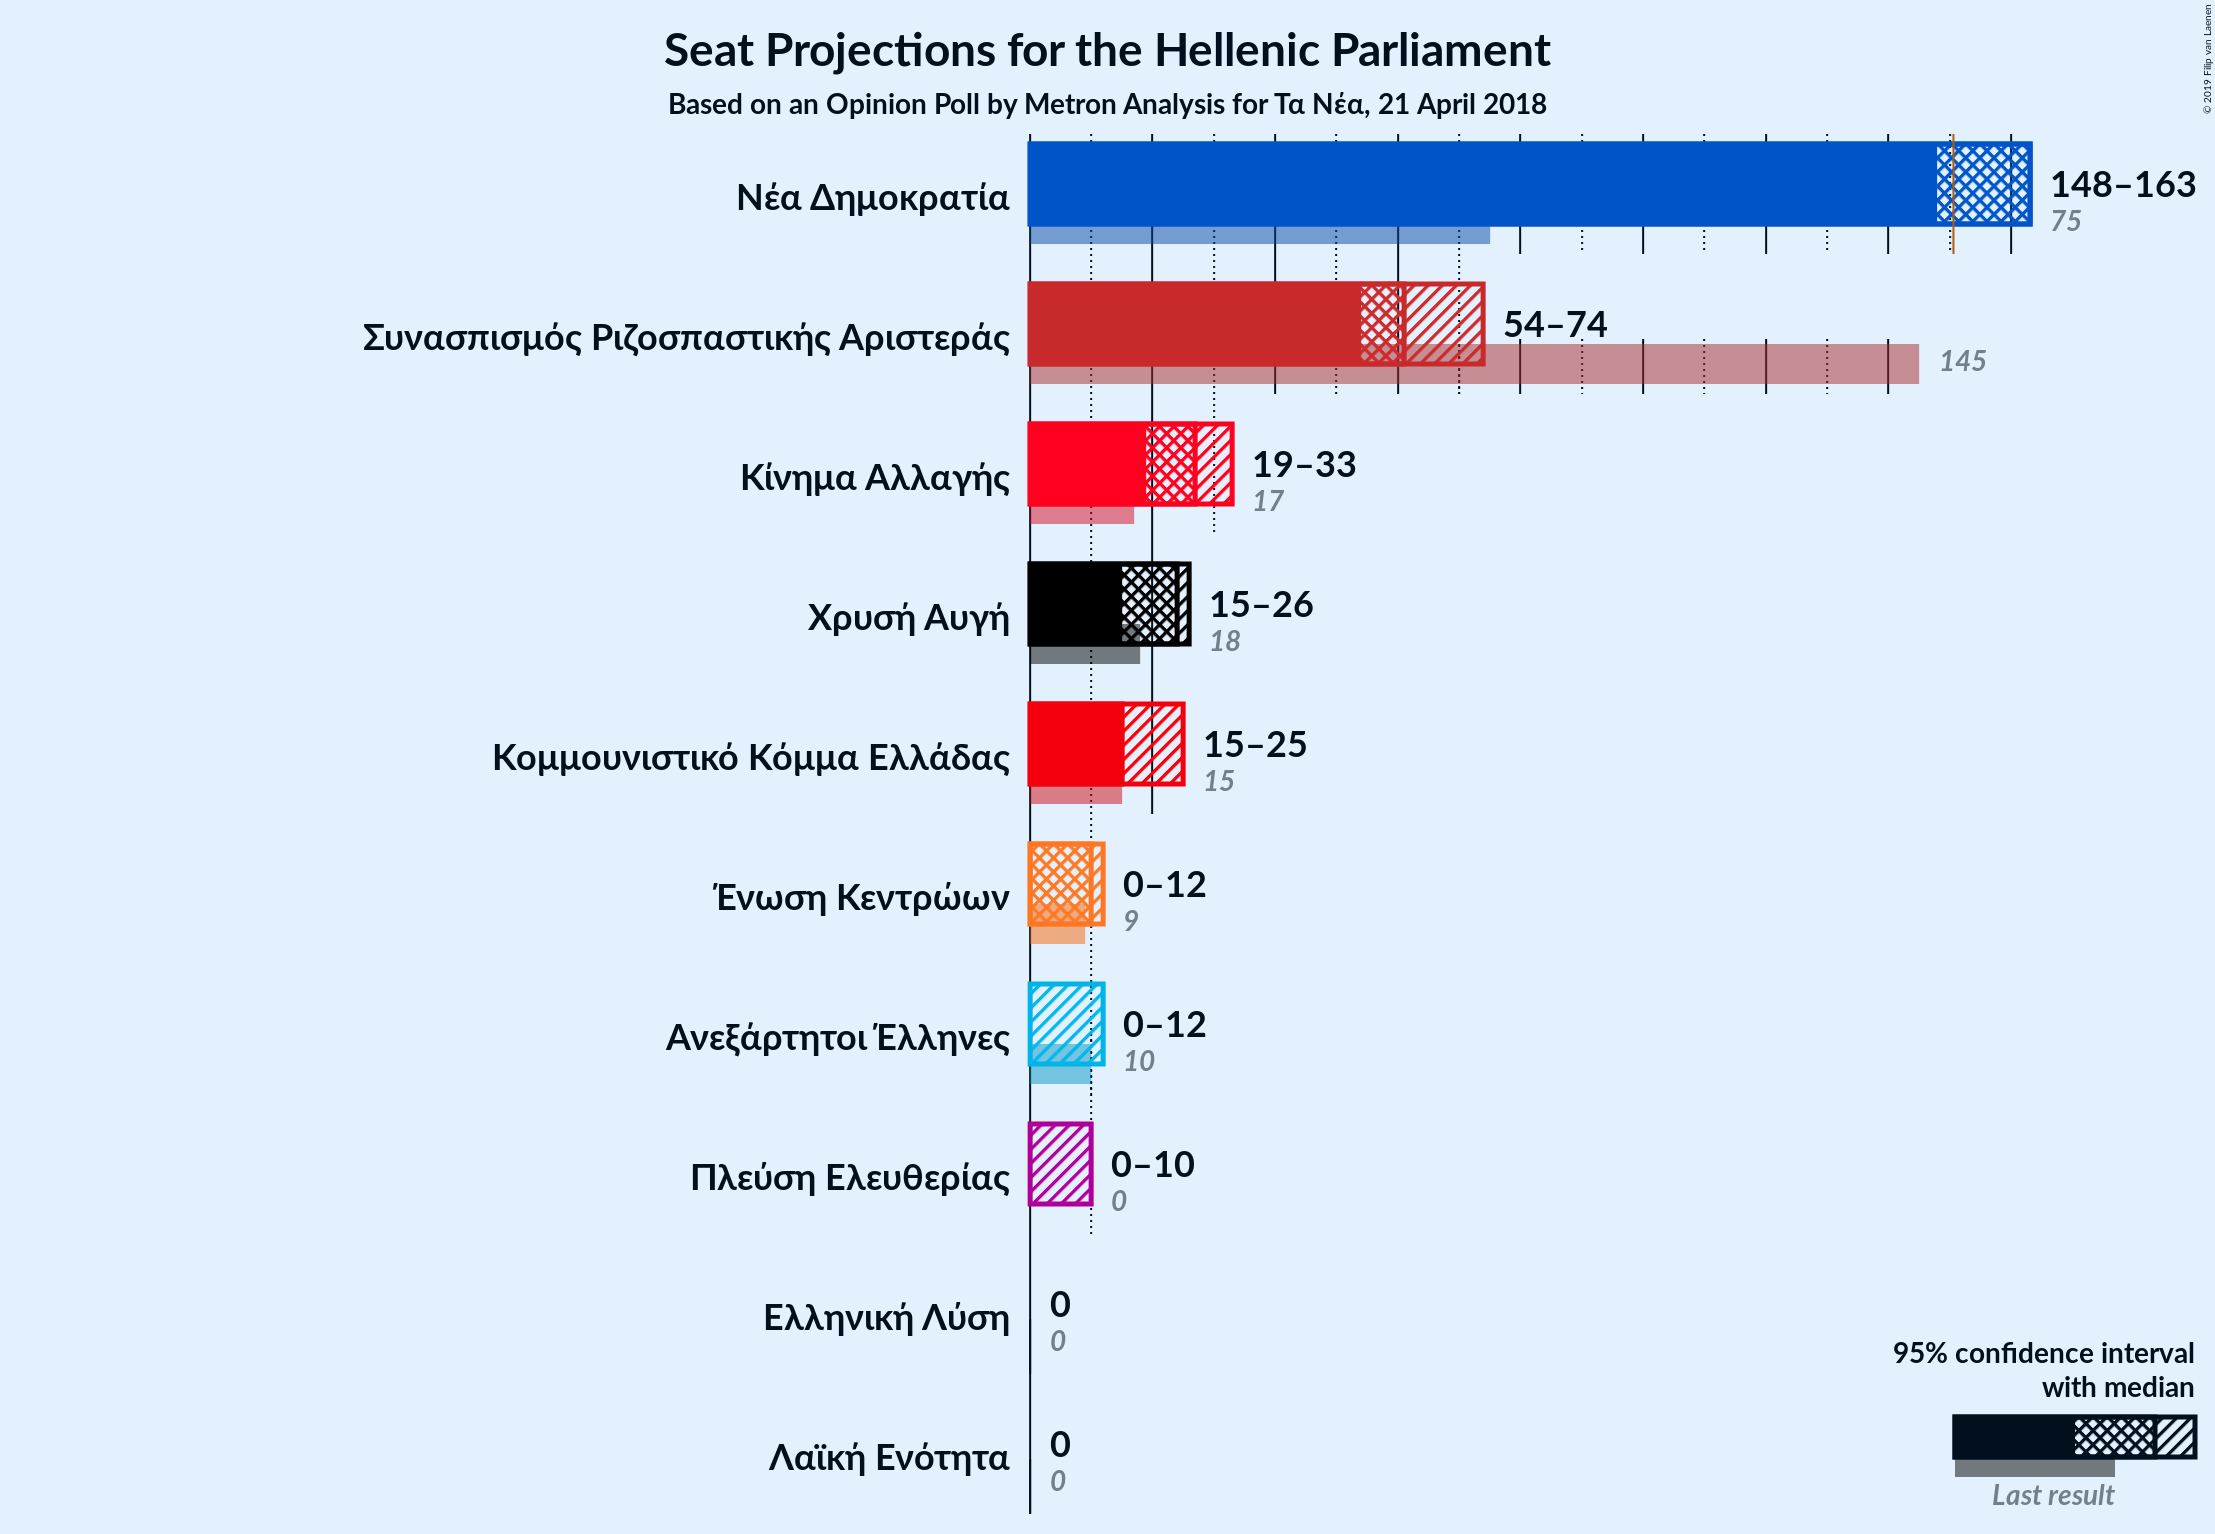 Seat Projections for the Hellenic Parliament
Based on an Opinion Poll by Metron Analysis for Τα Νέα, 21 April 2018
© 2019 Filip van Laenen
Νέα Δημοκρατία
148–163
75
Συνασπισμός Ριζοσπαστικής Αριστεράς
54–74
145
Κίνημα Αλλαγής
19–33
17
Χρυσή Αυγή
15–26
18
Κομμουνιστικό Κόμμα Ελλάδας
15–25
15
Ένωση Κεντρώων
0–12
9
Ανεξάρτητοι Έλληνες
0–12
10
Πλεύση Ελευθερίας
0–10
0
Ελληνική Λύση
0
0
Λαϊκή Ενότητα
0
0
95% confidence interval
with median
Last result